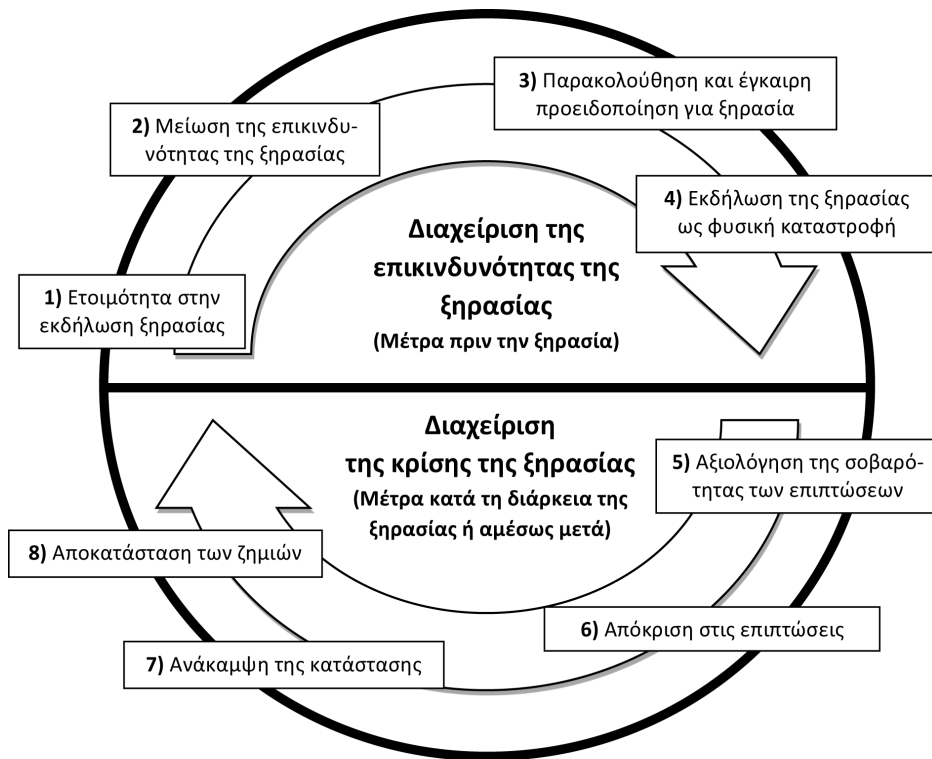 1) Ετοιμότητα στην
εκδήλωση ξηρασίας
2) Μείωση της επικινδυ-
νότητας της ξηρασίας
3) Παρακολούθηση και έγκαιρη
προειδοποίηση για ξηρασία
4) Εκδήλωση της ξηρασίας
ως φυσική καταστροφή
Διαχείριση της
επικινδυνότητας της
ξηρασίας
(Μέτρα πριν την ξηρασία)
Διαχείριση
της κρίσης της ξηρασίας
(Μέτρα κατά τη διάρκεια της
ξηρασίας ή αμέσως μετά)
5) Αξιολόγηση της σοβαρό-
τητας των επιπτώσεων
6) Απόκριση στις επιπτώσεις
7) Ανάκαμψη της κατάστασης
8) Αποκατάσταση των ζημιών